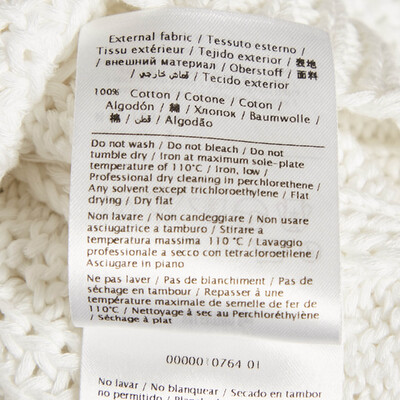 External fabric / Tessuto esterno /
Tissu extérieur / Tejido exterior / 表地
/ внешний материал / Oberstoff / 面料
/ قماش خارجي / Tecido exterior
100% Cotton / Cotone / Coton /
Algodón / 綿 / Хлопок / Baumwolle /
棉 / قطن / Algodão
Do not wash / Do not bleach / Do not
tumble dry / Iron at maximum sole-plate
temperature of 110°C / Iron, low /
Professional dry cleaning in perchlorethene /
Any solvent except trichloroethylene / Flat
drying / Dry flat
Non lavare / Non candeggiare / Non usare
asciugatrice a tamburo / Stirare a
temperatura massima 110 °C / Lavaggio
professionale a secco con tetracloroetilene /
Asciugare in piano
Ne pas laver / Pas de blanchiment / Pas de
séchage en tambour / Repasser à une
température maximale de semelle de fer de
110°C / Nettoyage à sec au Perchloréthylène
/ Séchage à plat
0000010764 01
No lavar / No blanquear / Secado en tambor
no permitido /